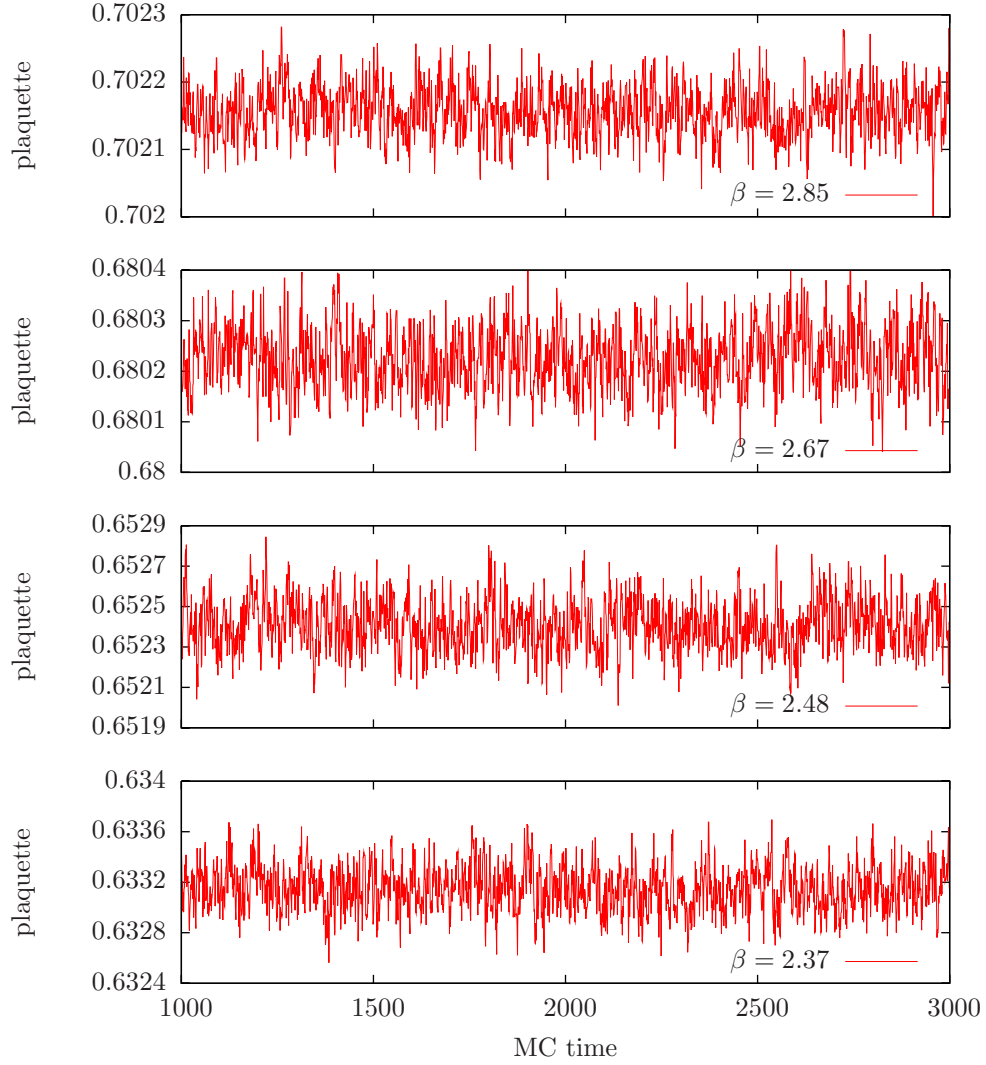 0.7023
0.7022
0.7021
0.702
plaquette
β = 2.85
0.6804
0.6803
0.6802
0.6801
0.68
plaquette
β = 2.67
0.6529
0.6527
0.6525
0.6523
0.6521
0.6519
plaquette
β = 2.48
0.634
0.6336
0.6332
0.6328
0.6324
plaquette
β = 2.37
1000 1500 2000 2500 3000
MC time